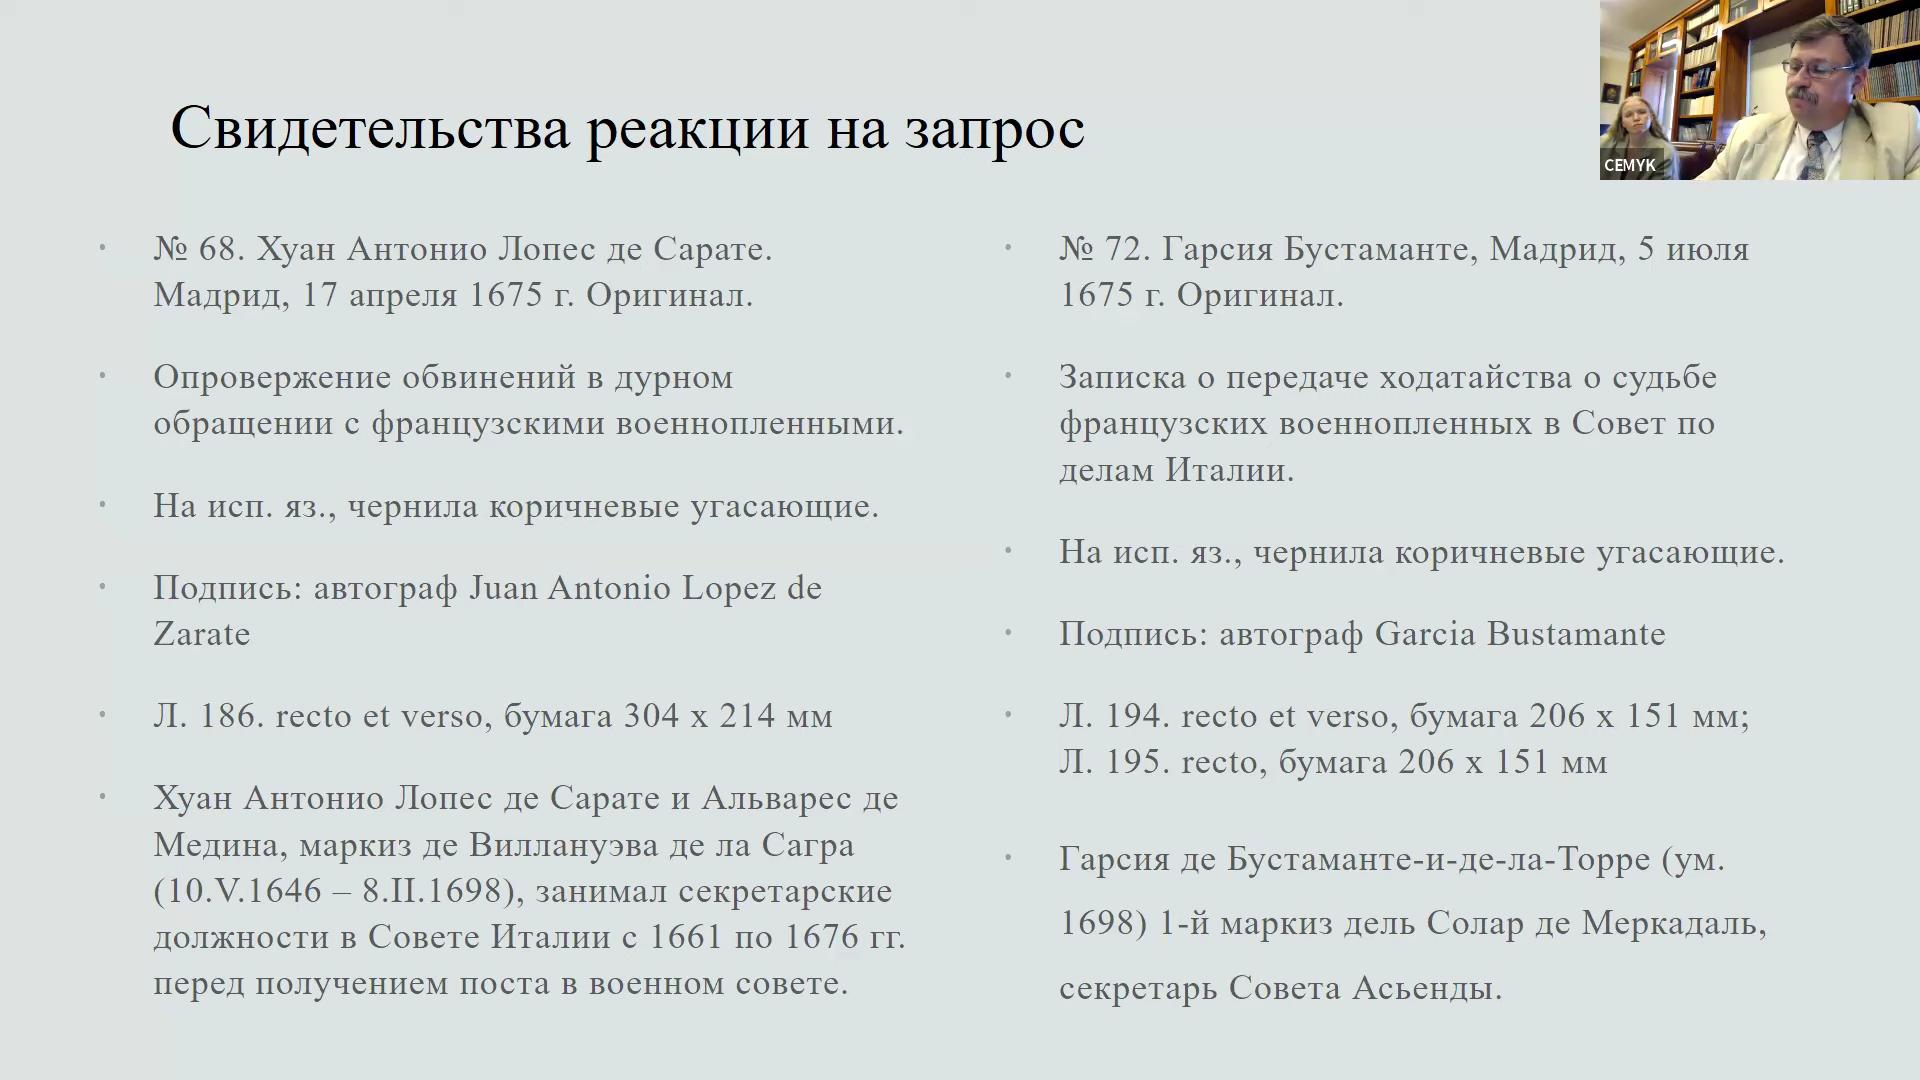 Свидетельства реакции на запрос
CEMYK
№ 68. Хуан Антонио Лопес де Сарате.
Мадрид, 17 апреля 1675 г. Оригинал.
Опровержение обвинений в дурном
обращении с французскими военнопленными.
На исп. яз., чернила коричневые угасающие.
Подпись: автограф Juan Antonio Lopez de
Zarate
Л. 186. recto et verso, бумага 304 х 214 мм
Хуан Антонио Лопес де Сарате и Альварес де
Медина, маркиз де Виллануэва де ла Сагра
(10.V.1646 – 8.II.1698), занимал секретарские
должности в Совете Италии с 1661 по 1676 гг.
перед получением поста в военном совете.
№ 72. Гарсия Бустаманте, Мадрид, 5 июля
1675 г. Оригинал.
Записка о передаче ходатайства о судьбе
французских военнопленных в Совет по
делам Италии.
На исп. яз., чернила коричневые угасающие.
Подпись: автограф Garcia Bustamante
Л. 194. recto et verso, бумага 206 х 151 мм;
Л. 195. recto, бумага 206 х 151 мм
Гарсия де Бустаманте-и-де-ла-Торре (ум.
1698) 1-й маркиз дель Солар де Меркадаль,
секретарь Совета Асьенды.